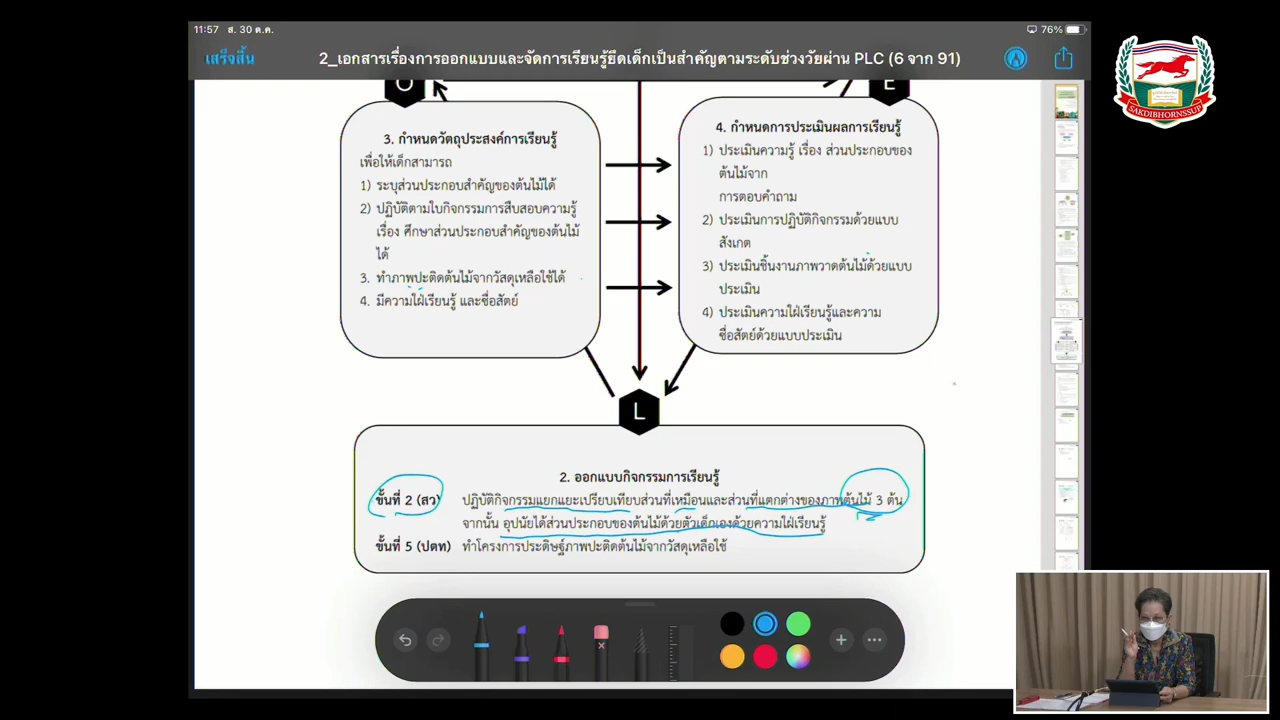 11:57 ส. 30 ต.ค.
76%
เสร็จสิ้น
2_เอกสารเรื่องการออกแบบและจัดการเรียนรู้ยึดเด็กเป็นสำคัญตามระดับช่วงวัยผ่าน PLC (6 จาก 91)
SAKDIBHORNSSUP
O
E
3. กำหนดวัตถุประสงค์การเรียนรู้
เพื่อให้เด็กสามารถ
1) ระบุส่วนประกอบสำคัญของต้นไม้ได้
2) ปฏิบัติตามใบกิจกรรมการสืบสอบความรู้
เรื่อง ศึกษาส่วนประกอบสำคัญของต้นไม้
ได้
3. ทำภาพปะติดต้นไม้จากวัสดุเหลือใช้ได้
4. มีความใฝ่เรียนรู้ และซื่อสัตย์
4. กำหนดการประเมินผลการเรียนรู้
1) ประเมินความรู้ เรื่อง ส่วนประกอบของ
ต้นไม้จาก
การตอบคำถาม
2) ประเมินการปฏิบัติกิจกรรมด้วยแบบ
สังเกต
3) ประเมินชิ้นงานภาพวาดต้นไม้ด้วยแบบ
ประเมิน
4) ประเมินความใฝ่เรียนรู้และความ
ซื่อสัตย์ด้วยแบบประเมิน
L
2. ออกแบบกิจกรรมการเรียนรู้
ขั้นที่ 2 (สว) ปฏิบัติกิจกรรมแยกแยะเปรียบเทียบส่วนที่เหมือนและส่วนที่แตกต่างของภาพต้นไม้ 3 ต้น
จากนั้น อุปนัยได้ส่วนประกอบของต้นไม้ด้วยตัวเด็กเองด้วยความใฝ่เรียนรู้
ขั้นที่ 5 (ปตท) ทำโครงการประดิษฐ์ภาพปะติดต้นไม้จากวัสดุเหลือใช้